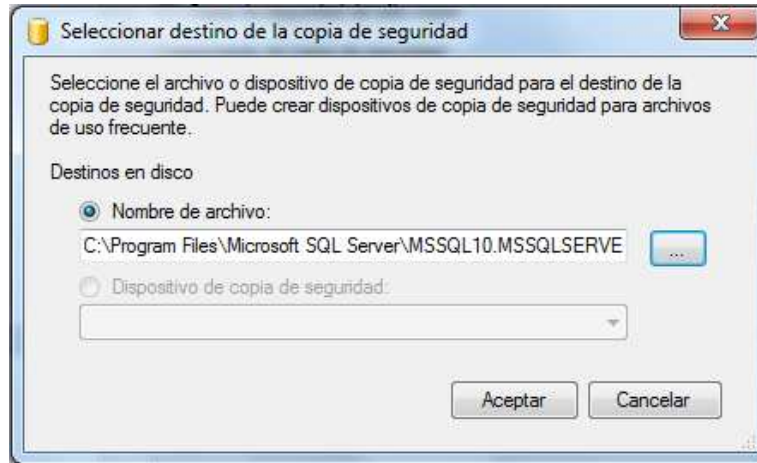 Seleccionar destino de la copia de seguridad
Seleccione el archivo o dispositivo de copia de seguridad para el destino de la
copia de seguridad. Puede crear dispositivos de copia de seguridad para archivos
de uso frecuente.
Destinos en disco
Nombre de archivo:
C:\Program Files\Microsoft SQL Server\MSSQL10.MSSQLSERVE
...
Dispositivo de copia de seguridad:
Aceptar
Cancelar